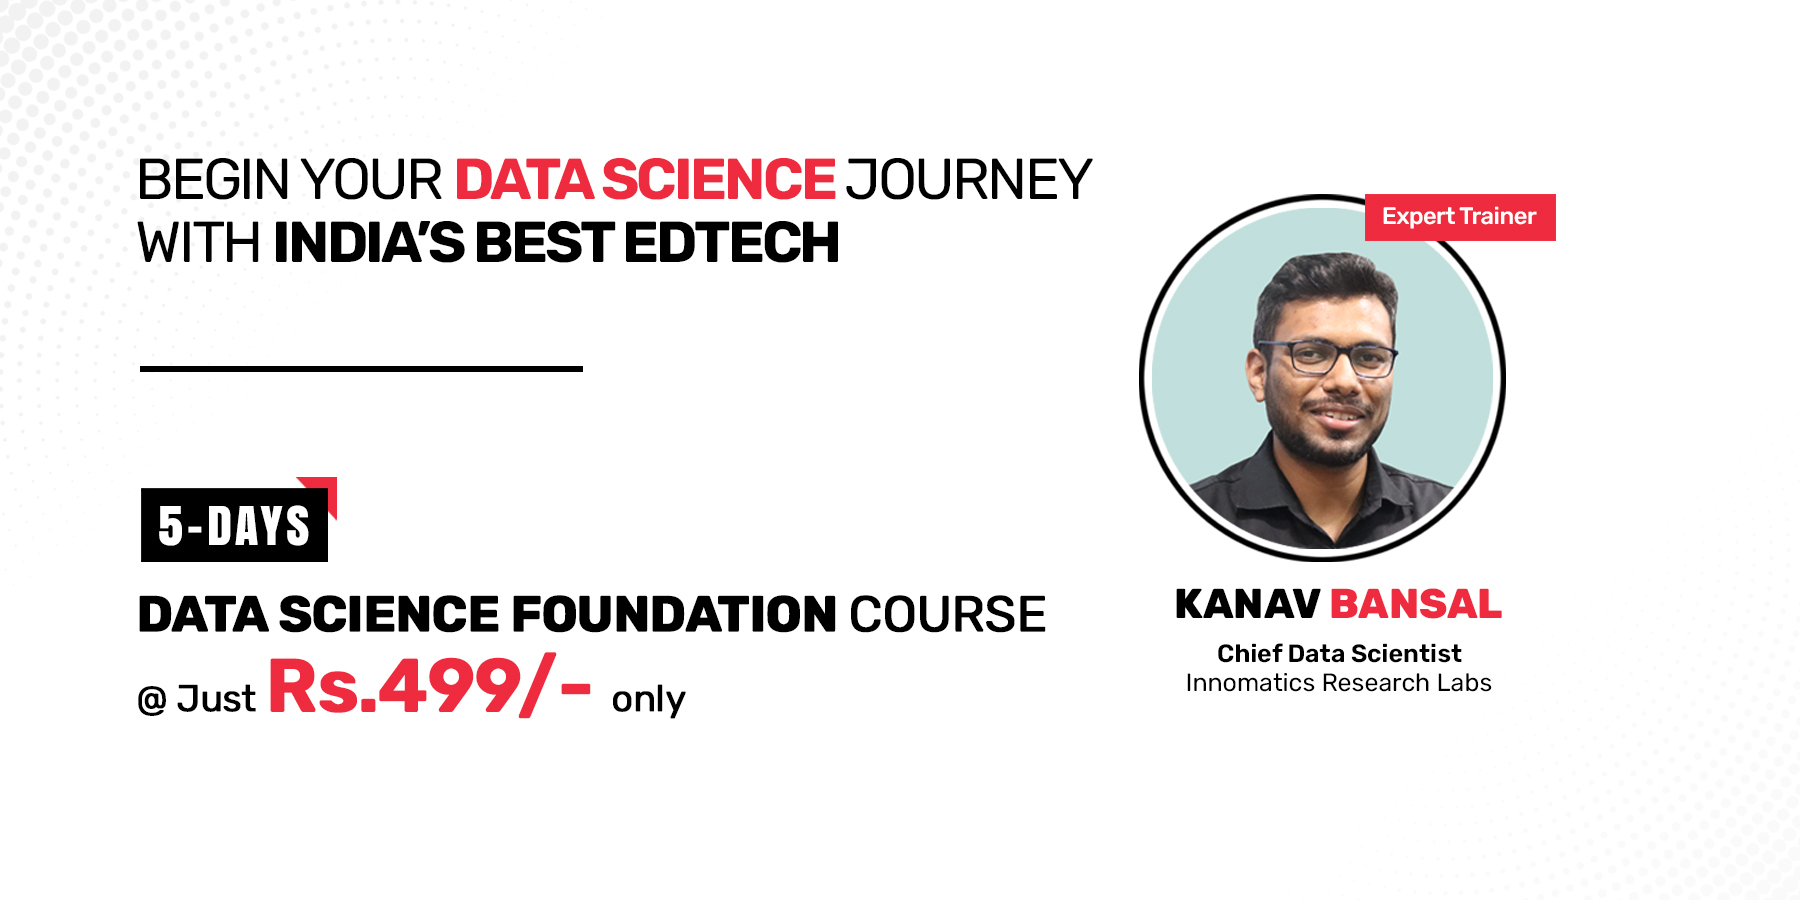 BEGIN YOUR DATA SCIENCE JOURNEY
WITH INDIA’S BEST EDTECH
5-DAYS
DATA SCIENCE FOUNDATION COURSE
@ Just Rs.499/- only
Expert Trainer
KANAV BANSAL
Chief Data Scientist
Innomatics Research Labs